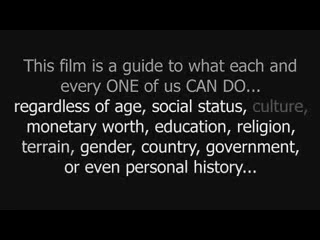 This film is a guide to what each and
every ONE of us CAN DO...
regardless of age, social status, culture,
monetary worth, education, religion,
terrain, gender, country, government,
or even personal history...